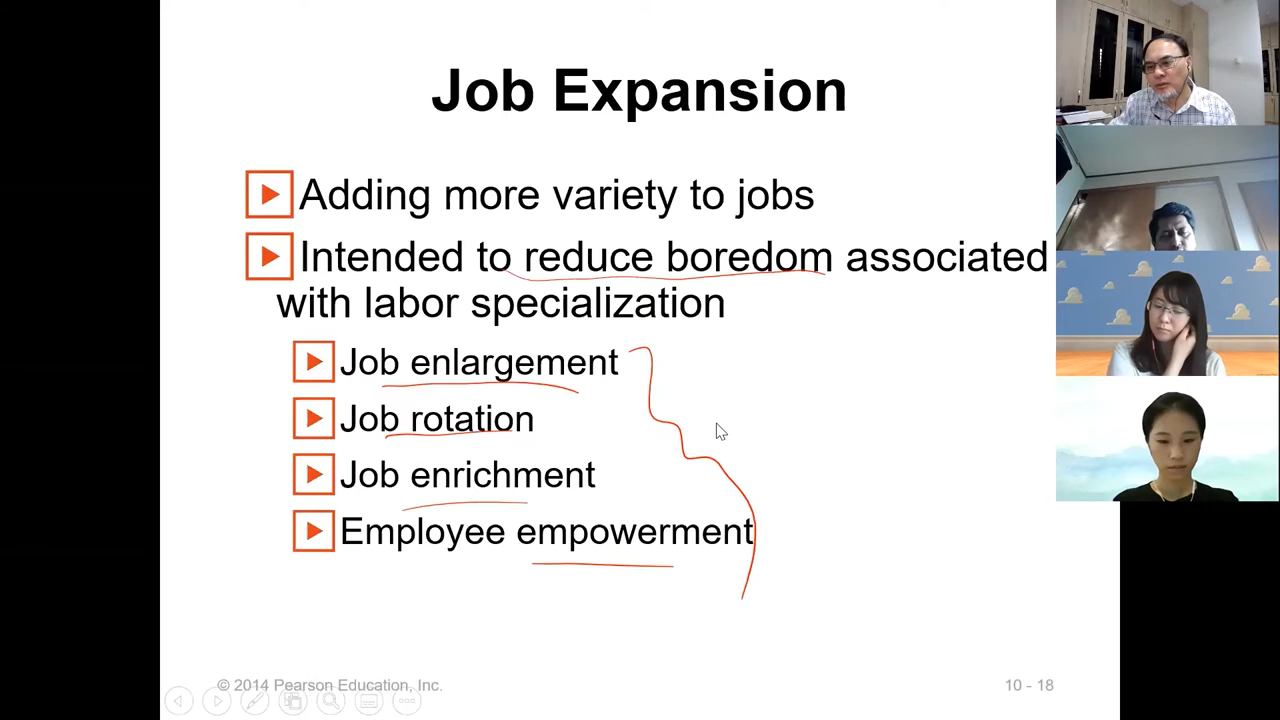 Job Expansion
Adding more variety to jobs
Intended to reduce boredom associated
with labor specialization
Job enlargement
Job rotation
Job enrichment
Employee empowerment
© 2014 Pearson Education, Inc.
10 - 18